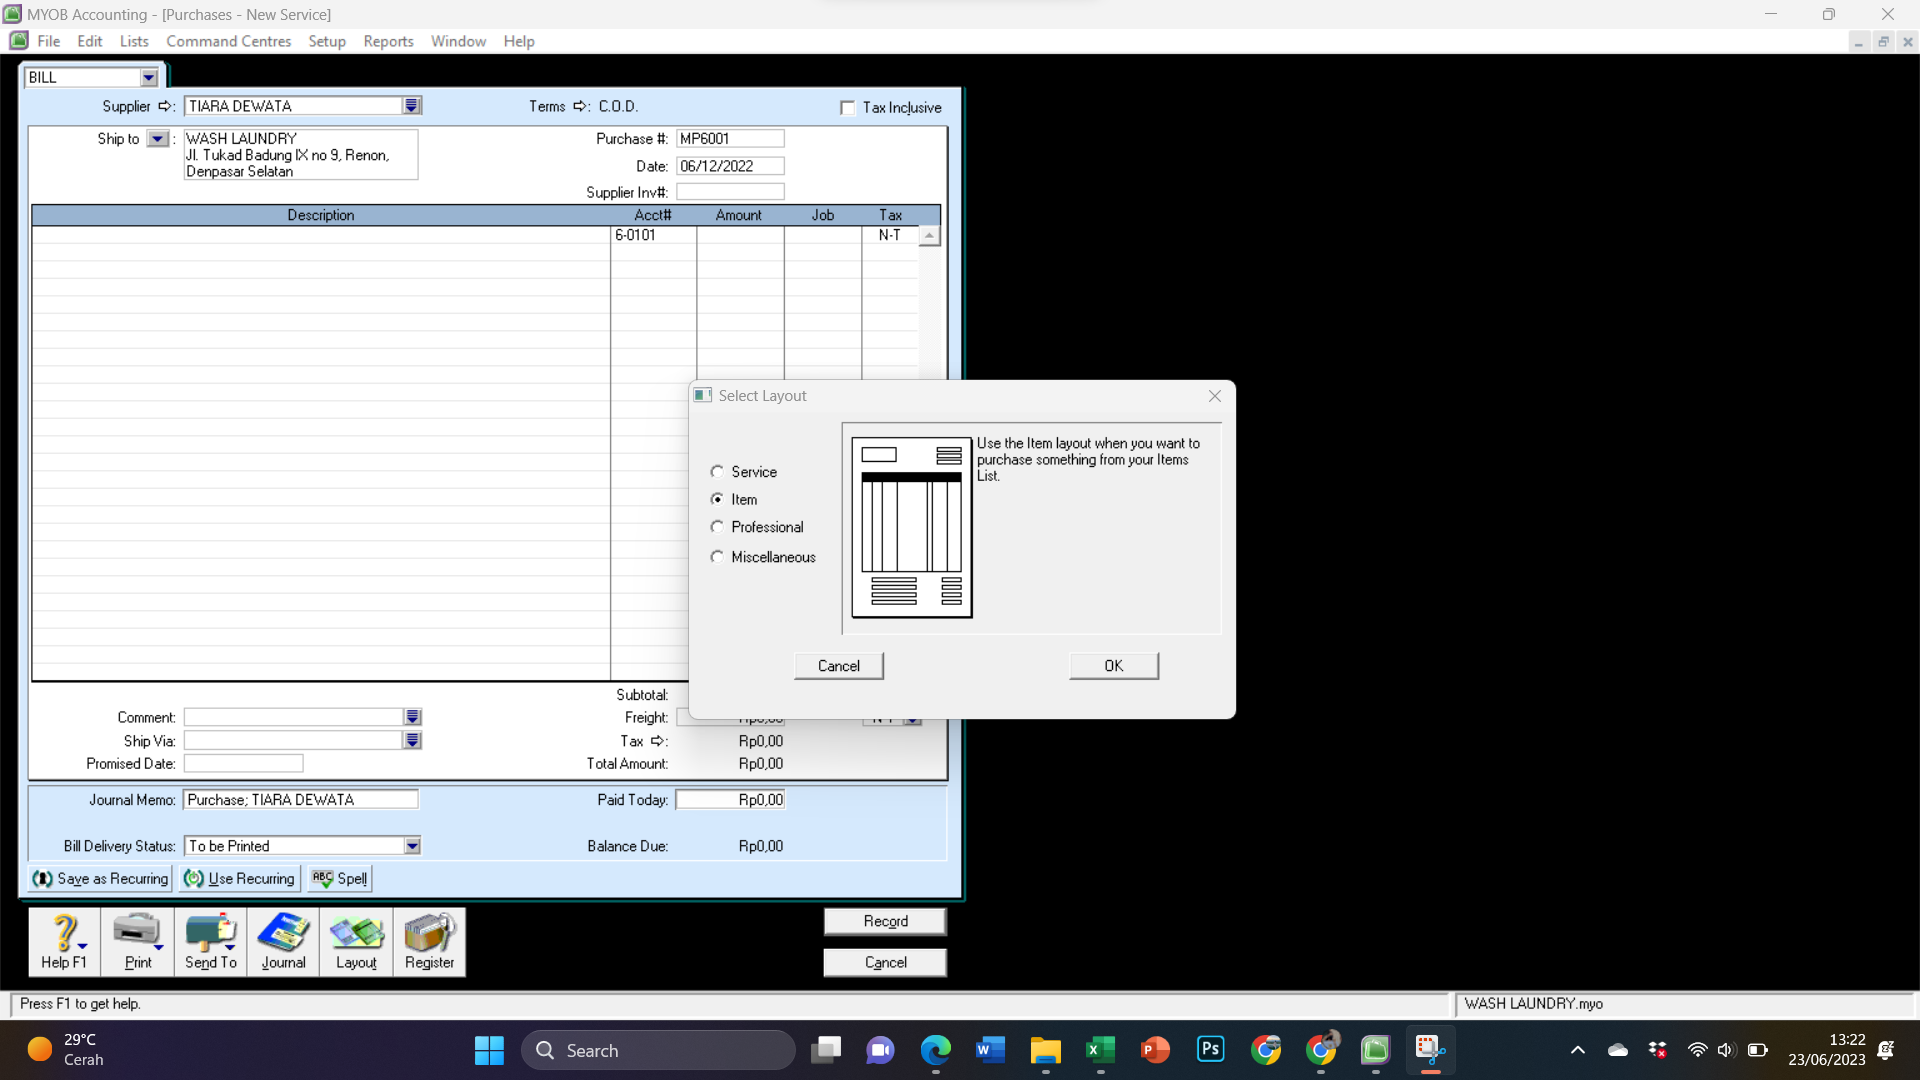 MYOB Accounting - [Purchases - New Service]
File Edit Lists Command Centres Setup Reports Window Help
BILL
Supplier : TIARA DEWATA
Terms : C.O.D.
Tax Inclusive
Ship to : WASH LAUNDRY
Jl. Tukad Badung IX no 9, Renon,
Denpasar Selatan
Purchase #: MP6001
Date: 06/12/2022
Supplier Inv#:
Description Acct# Amount Job Tax
6-0101 N-T
Select Layout
Service
Item
Professional
Miscellaneous
Use the Item layout when you want to
purchase something from your Items
List.
Cancel OK
Subtotal:
Comment:
Freight: Rp0,00 N-T
Ship Via:
Tax : Rp0,00
Promised Date:
Total Amount: Rp0,00
Journal Memo: Purchase; TIARA DEWATA
Paid Today: Rp0,00
Bill Delivery Status: To be Printed
Balance Due: Rp0,00
Save as Recurring Use Recurring ABC Spell
Help F1 Print Send To Journal Layout Register
Record
Cancel
Press F1 to get help.
WASH LAUNDRY.myo
29°C
Cerah
Search
W
X
P
Ps
13:22
23/06/2023